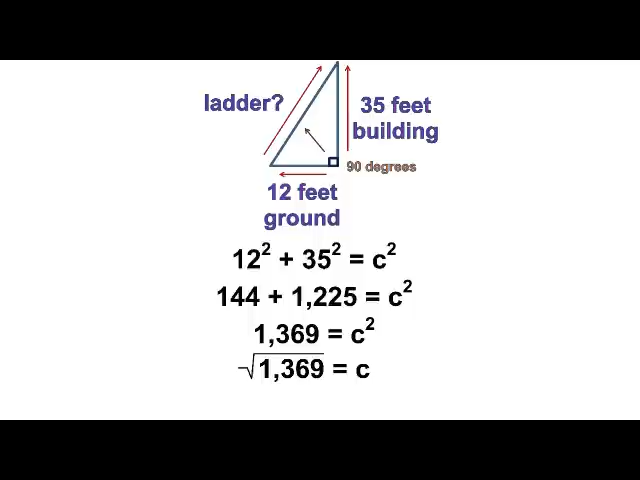 ladder?
35 feet
building
90 degrees
12 feet
ground
12² + 35² = c²
144 + 1,225 = c²
1,369 = c²
√1,369 = c